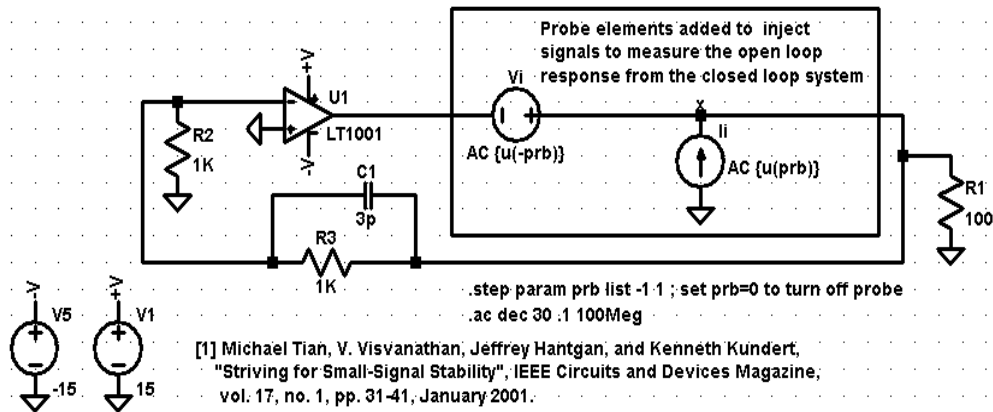 Probe elements added to inject
signals to measure the open loop
response from the closed loop system
Vi
+V
U1
LT1001
-V
X
Ii
AC {u(-prb)}
AC {u(prb)}
R2
1K
C1
3p
R3
1K
R1
100
.step param prb list -1 1 ; set prb=0 to turn off probe
.ac dec 30 .1 100Meg
-V
V5
-15
+V
V1
15
[1] Michael Tian, V. Visvanathan, Jeffrey Hantgan, and Kenneth Kundert,
"Striving for Small-Signal Stability", IEEE Circuits and Devices Magazine,
vol. 17, no. 1, pp. 31-41, January 2001.